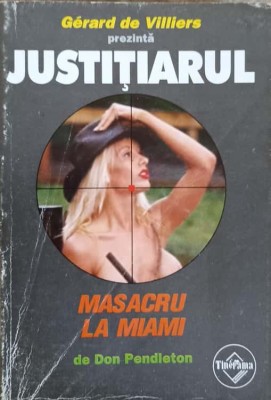 Gérard de Villiers
prezintă
JUSTIȚIARUL
MASACRU
LA MIAMI
de Don Pendleton
Tinerama